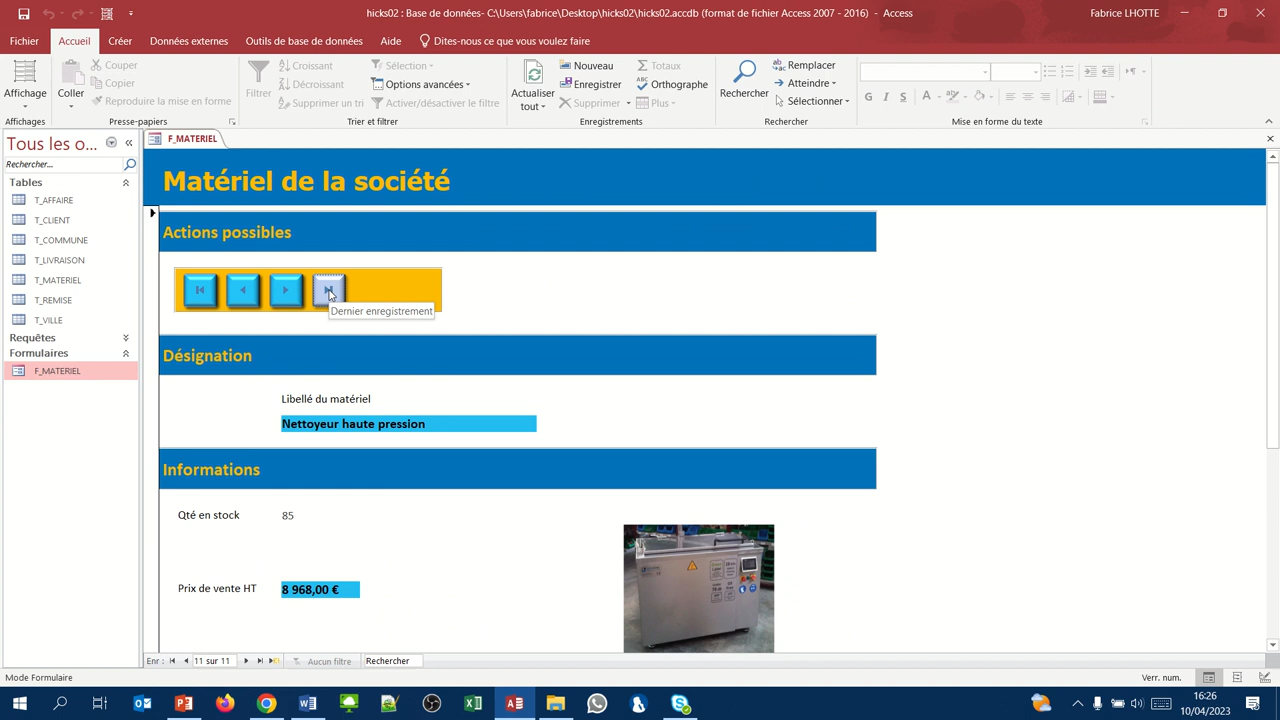 hicks02 : Base de données- C:\Users\fabrice\Desktop\hicks02\hicks02.accdb (format de fichier Access 2007 - 2016) - Access
Fabrice LHOTTE
Fichier
Accueil
Créer
Données externes
Outils de base de données
Aide
Dites-nous ce que vous voulez faire
Affichage
Coller
Couper
Copier
Reproduire la mise en forme
Filtrer
Croissant
Décroissant
Supprimer un tri
Sélection
Options avancées
Activer/désactiver le filtre
Actualiser tout
Nouveau
Enregistrer
Supprimer
Totaux
Orthographe
Plus
Rechercher
Remplacer
Atteindre
Sélectionner
G I S A
Affichages
Presse-papiers
Trier et filtrer
Enregistrements
Rechercher
Mise en forme du texte
Tous les o...
Rechercher...
Tables
T_AFFAIRE
T_CLIENT
T_COMMUNE
T_LIVRAISON
T_MATERIEL
T_REMISE
T_VILLE
Requêtes
Formulaires
F_MATERIEL
F_MATERIEL
Matériel de la société
Actions possibles
Dernier enregistrement
Désignation
Libellé du matériel
Nettoyeur haute pression
Informations
Qté en stock 85
Prix de vente HT 8 968,00 €
Enr : 11 sur 11 Aucun filtre Rechercher
Mode Formulaire
Verr. num.
16:26
10/04/2023